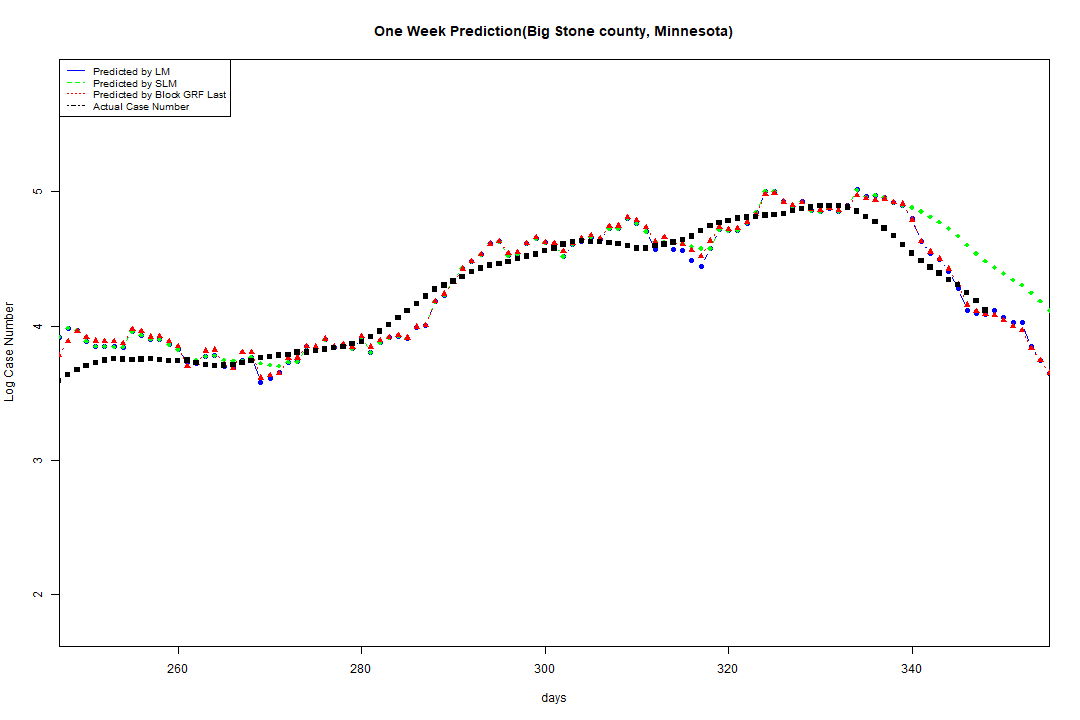 One Week Prediction(Big Stone county, Minnesota)
Predicted by LM
Predicted by SLM
Predicted by Block GRF Last
Actual Case Number
5
4
3
2
Log Case Number
260 280 300 320 340
days